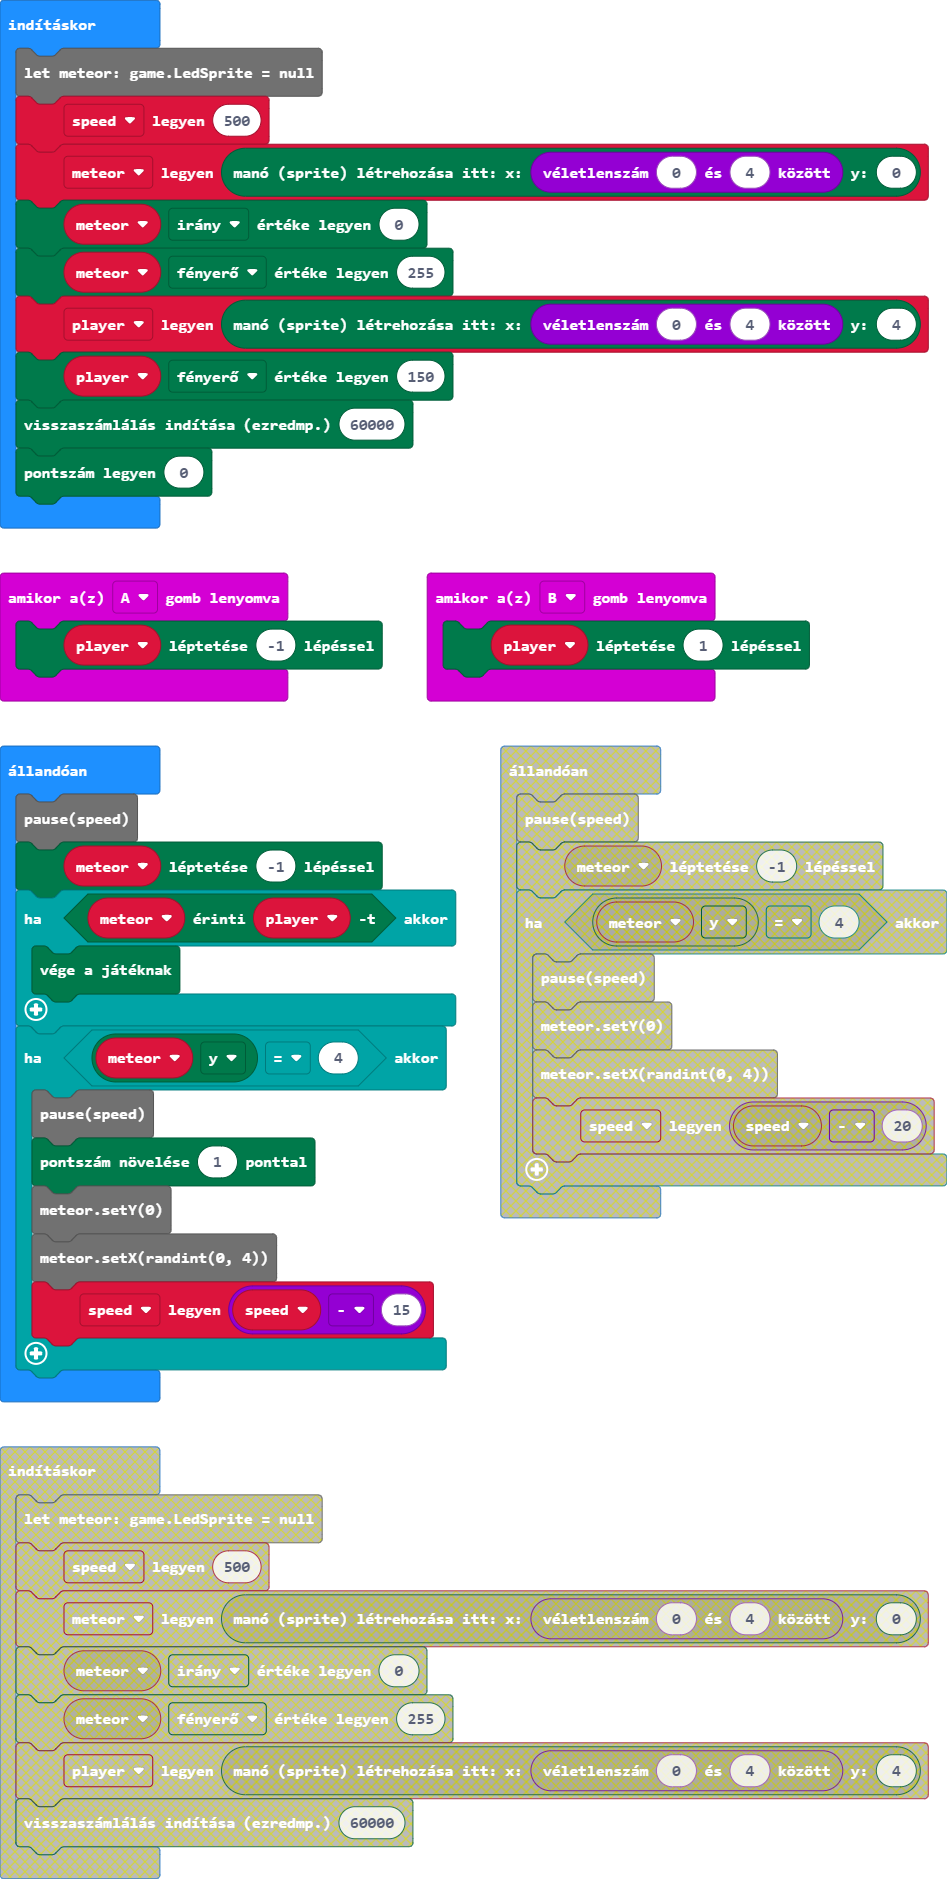 indításkor
let meteor: game.LedSprite = null
speed legyen 500
meteor legyen manó (sprite) létrehozása itt: x: véletlenszám 0 és 4 között y: 0
meteor irány értéke legyen 0
meteor fényerő értéke legyen 255
player legyen manó (sprite) létrehozása itt: x: véletlenszám 0 és 4 között y: 4
player fényerő értéke legyen 150
visszaszámlálás indítása (ezredmp.) 60000
pontszám legyen 0
amikor a(z) A gomb lenyomva
player léptetése -1 lépéssel
amikor a(z) B gomb lenyomva
player léptetése 1 lépéssel
állandóan
pause(speed)
meteor léptetése -1 lépéssel
ha meteor érinti player -t akkor
vége a játéknak
ha meteor y = 4 akkor
pause(speed)
pontszám növelése 1 ponttal
meteor.setY(0)
meteor.setX(randint(0, 4))
speed legyen speed - 15
állandóan
pause(speed)
meteor léptetése -1 lépéssel
ha meteor y = 4 akkor
pause(speed)
meteor.setY(0)
meteor.setX(randint(0, 4))
speed legyen speed - 20
indításkor
let meteor: game.LedSprite = null
speed legyen 500
meteor legyen manó (sprite) létrehozása itt: x: véletlenszám 0 és 4 között y: 0
meteor irány értéke legyen 0
meteor fényerő értéke legyen 255
player legyen manó (sprite) létrehozása itt: x: véletlenszám 0 és 4 között y: 4
visszaszámlálás indítása (ezredmp.) 60000